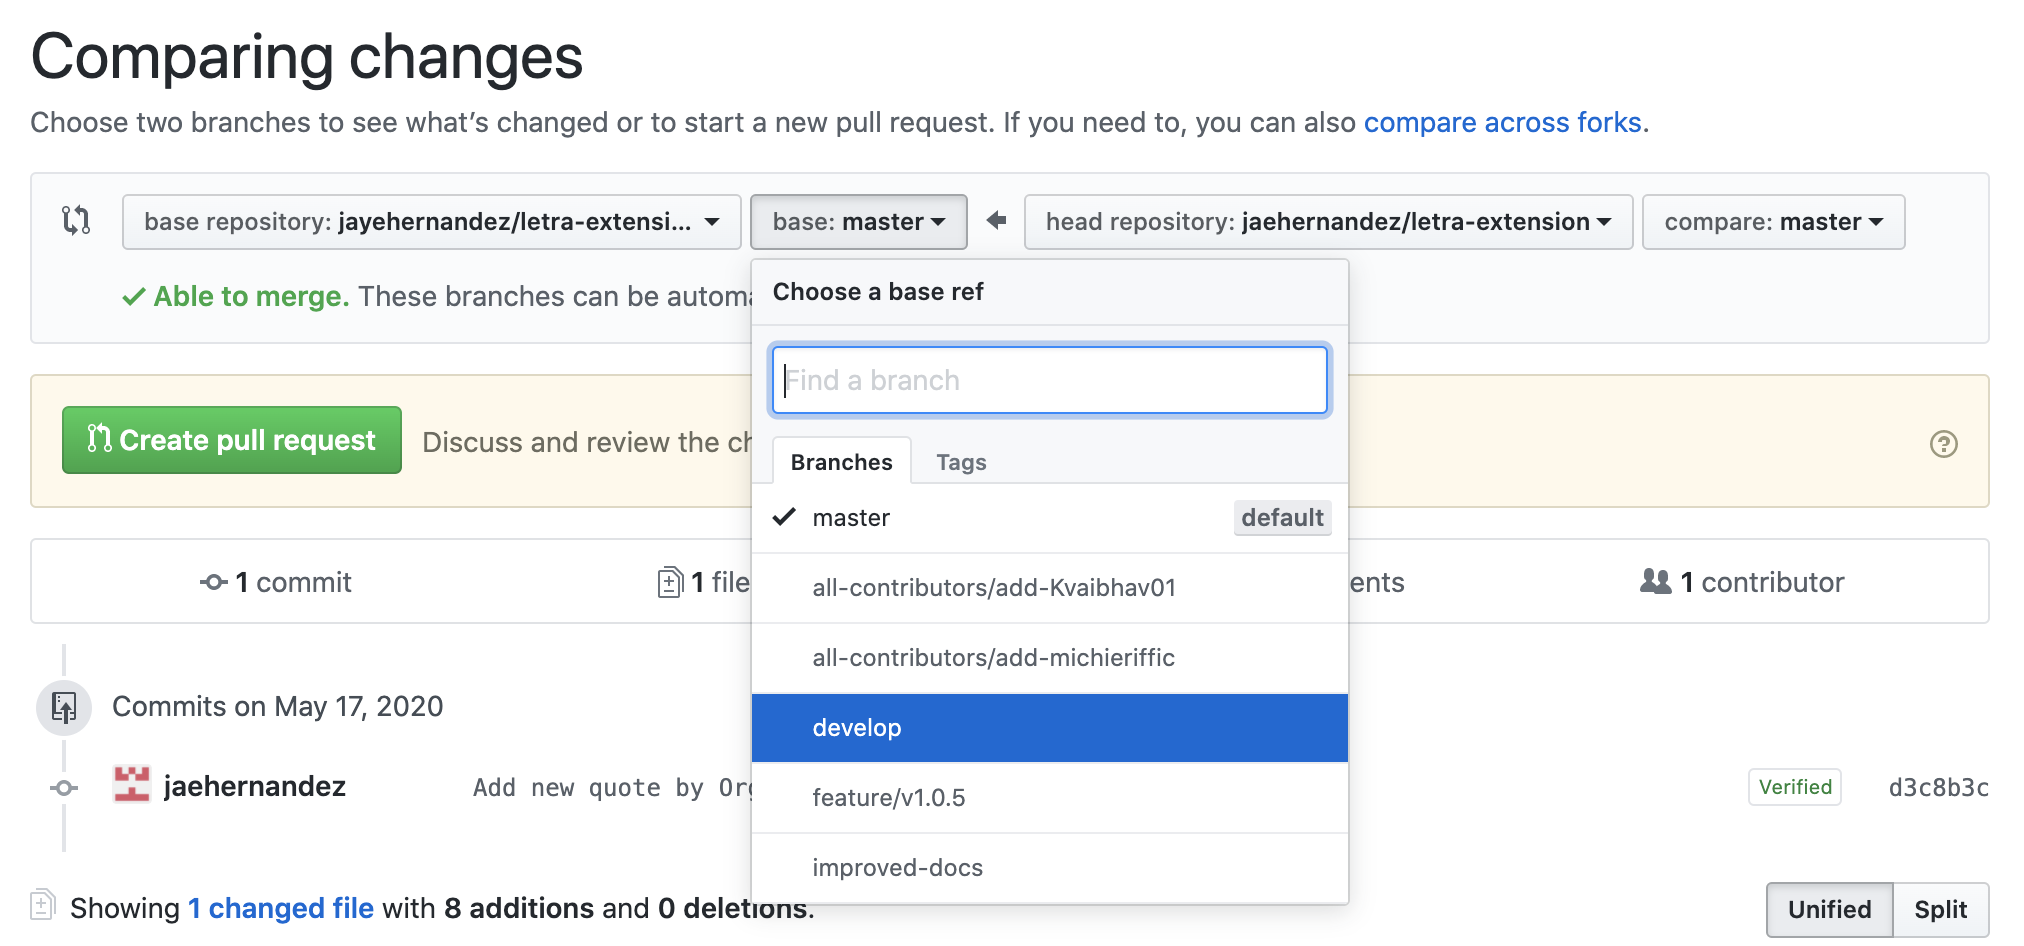 Comparing changes
Choose two branches to see what's changed or to start a new pull request. If you need to, you can also compare across forks.
base repository: jayehernandez/letra-extensi... base: master head repository: jaehernandez/letra-extension compare: master
Able to merge. These branches can be
Choose a base ref
Find a branch
Create pull request Discuss and review the
Branches Tags
master default
1 commit 1 file 1 contributor
all-contributors/add-Kvaibhav01
all-contributors/add-michieriffic
Commits on May 17, 2020
develop
jaehernandez Add new quote by Verified d3c8b3c
feature/v1.0.5
improved-docs
Showing 1 changed file with 8 additions and 0 deletions.
Unified Split